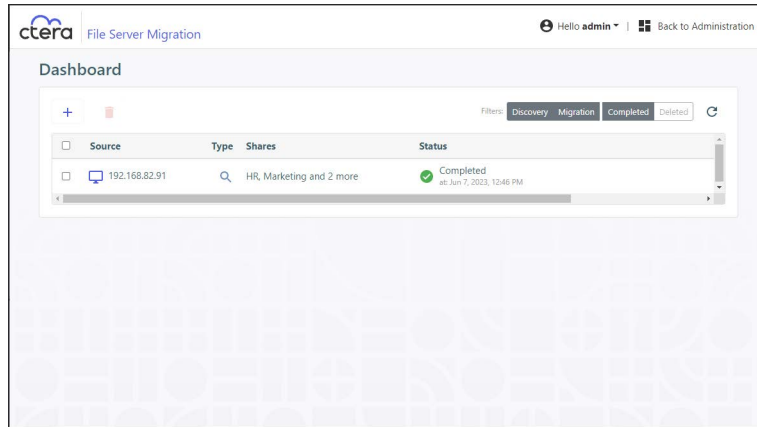 ctera File Server Migration Hello admin | Back to Administration
Dashboard
+ Filters: Discovery Migration Completed Deleted
Source Type Shares Status
192.168.82.91 HR, Marketing and 2 more Completed
at: Jun 7, 2023, 12:46 PM